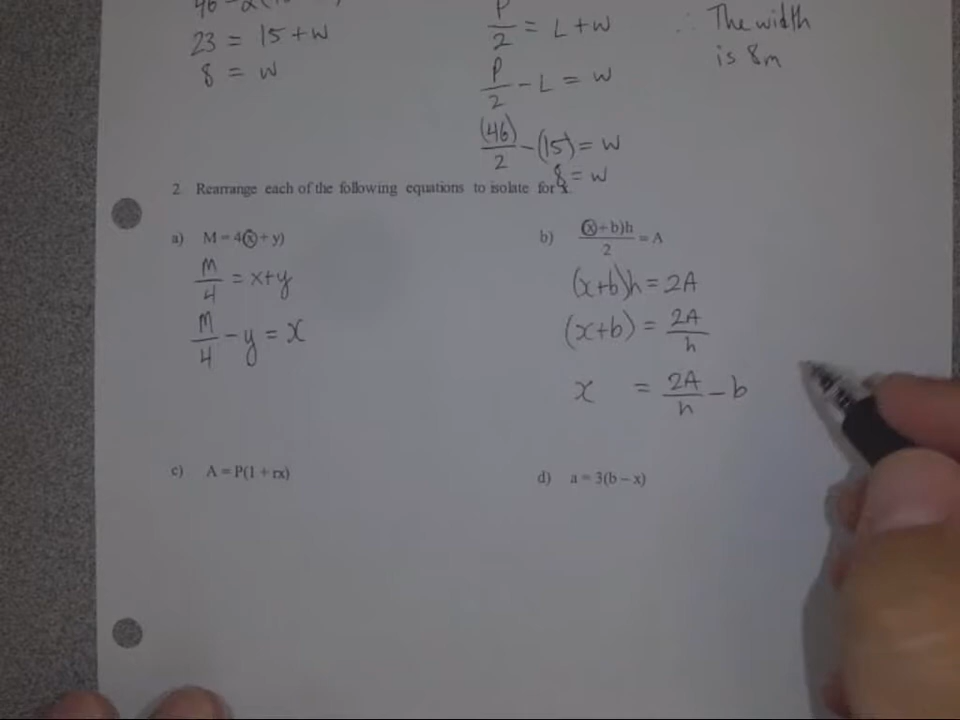 23 = 15 + W
8 = W
P/2 = L + W
P/2 - L = W
(46)/2 - (15) = W
8 = W
∴ The width
is 8m
2 Rearrange each of the following equations to isolate for x.
a) M = 4(x + y)
M/4 = x + y
M/4 - y = x
b) (x + b)h/2 = A
(x+b)h = 2A
(x+b) = 2A/h
x = 2A/h - b
c) A = P(1 + rx)
d) a = 3(b - x)